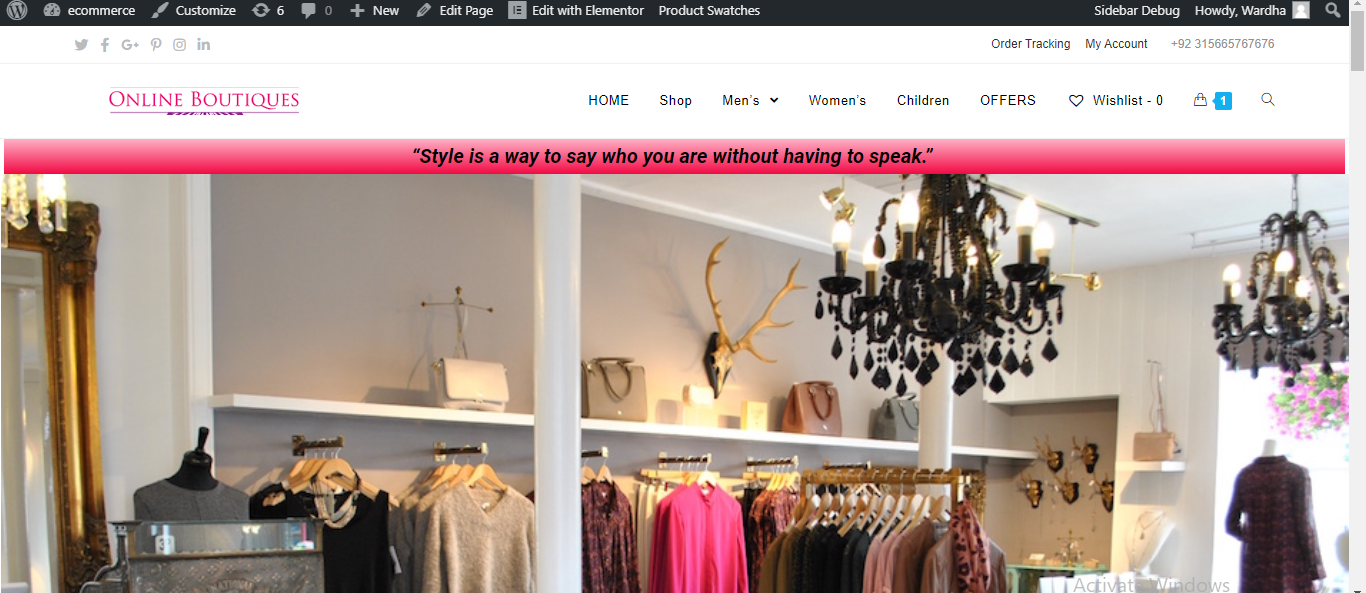 ecommerce Customize 6 0 New Edit Page Edit with Elementor Product Swatches Sidebar Debug Howdy, Wardha
Order Tracking My Account +92 315665767676
ONLINE BOUTIQUES
HOME Shop Men's Women's Children OFFERS Wishlist - 0 1
“Style is a way to say who you are without having to speak.”
Activate Windows